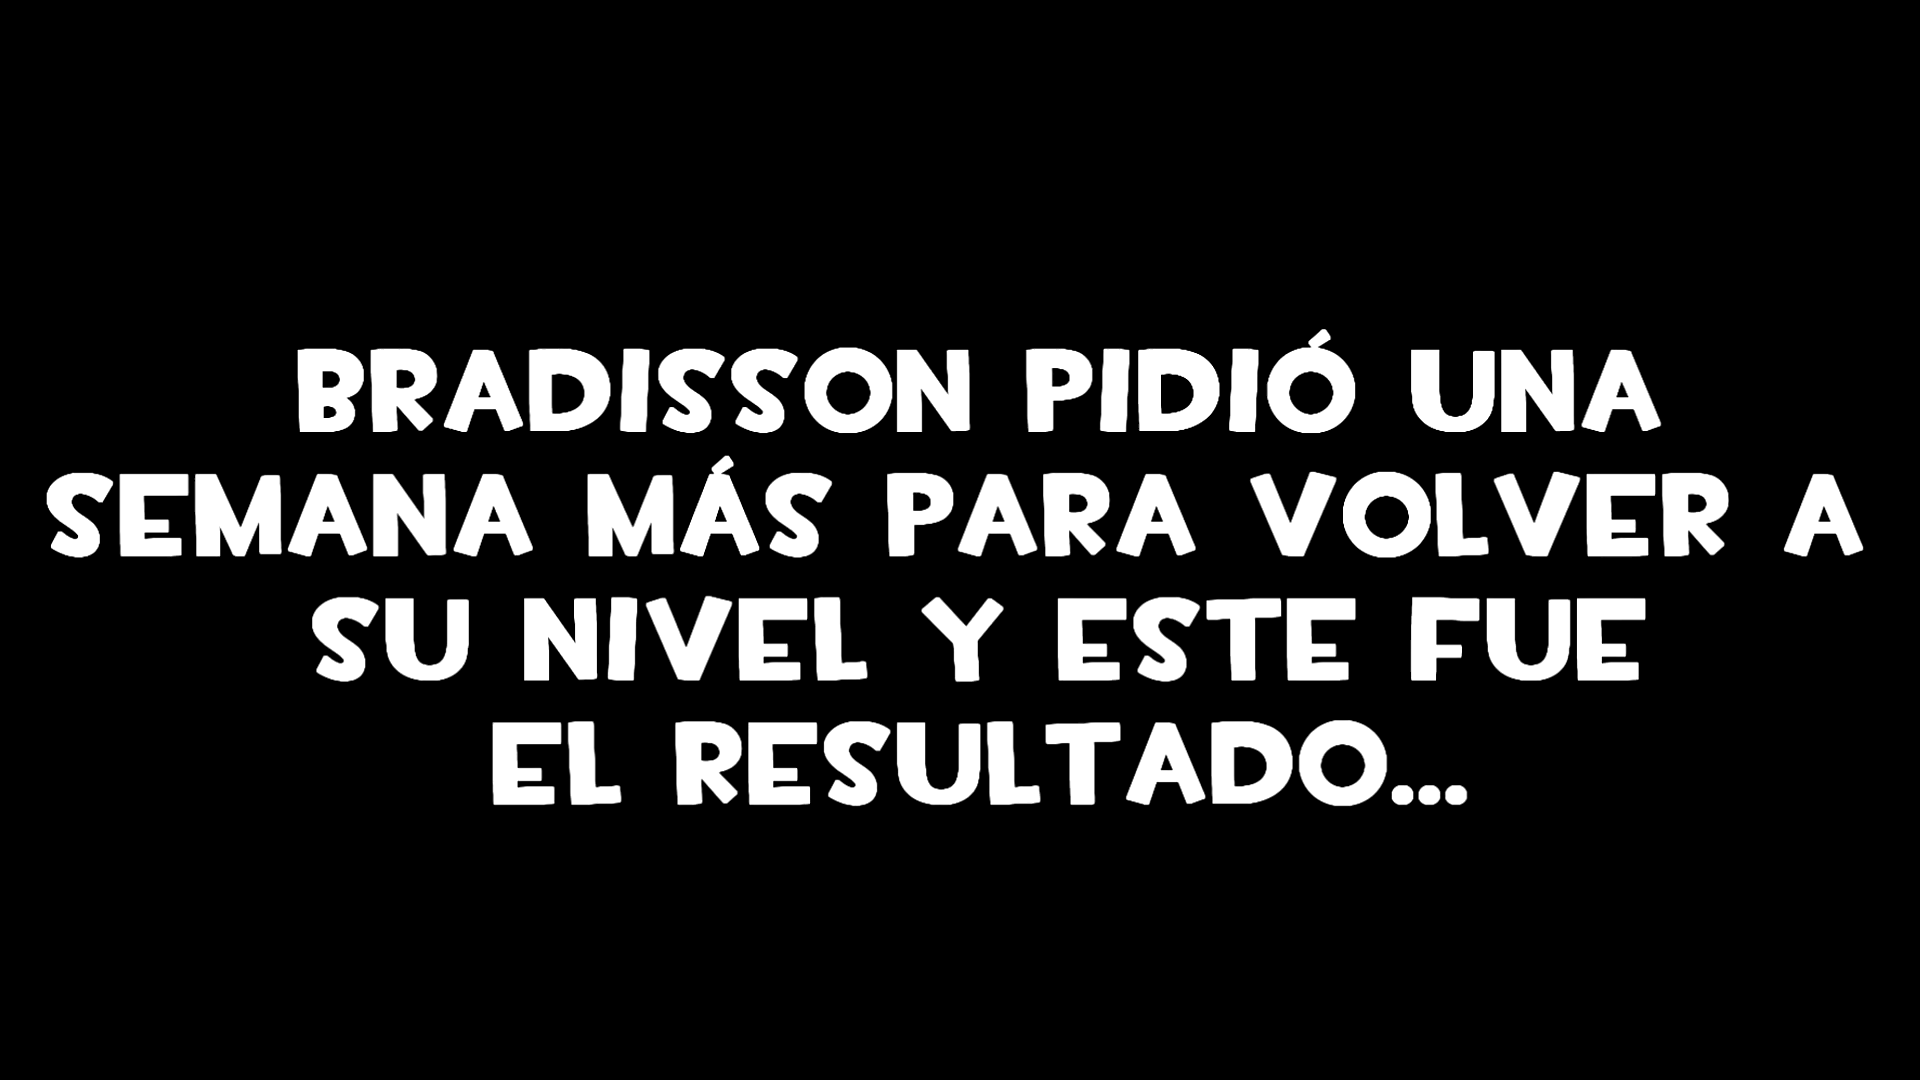 BRADISSON PIDIÓ UNA
SEMANA MÁS PARA VOLVER A
SU NIVEL Y ESTE FUE
EL RESULTADO...